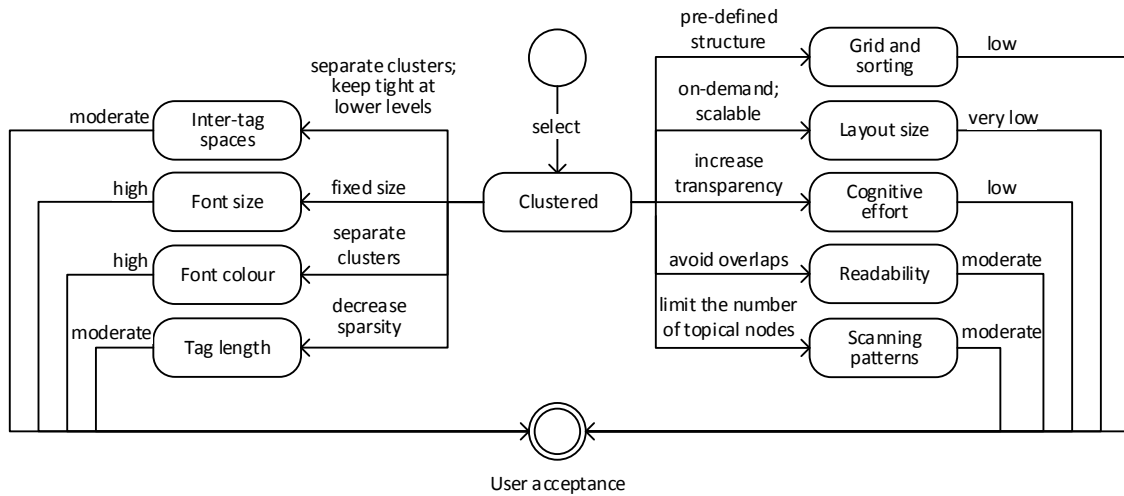 separate clusters;
keep tight at
lower levels
moderate
Inter-tag
spaces
high
Font size
fixed size
high
Font colour
separate
clusters
moderate
Tag length
decrease
sparsity
select
Clustered
pre-defined
structure
Grid and
sorting
low
on-demand;
scalable
Layout size
very low
increase
transparency
Cognitive
effort
low
avoid overlaps
Readability
moderate
limit the number
of topical nodes
Scanning
patterns
moderate
User acceptance